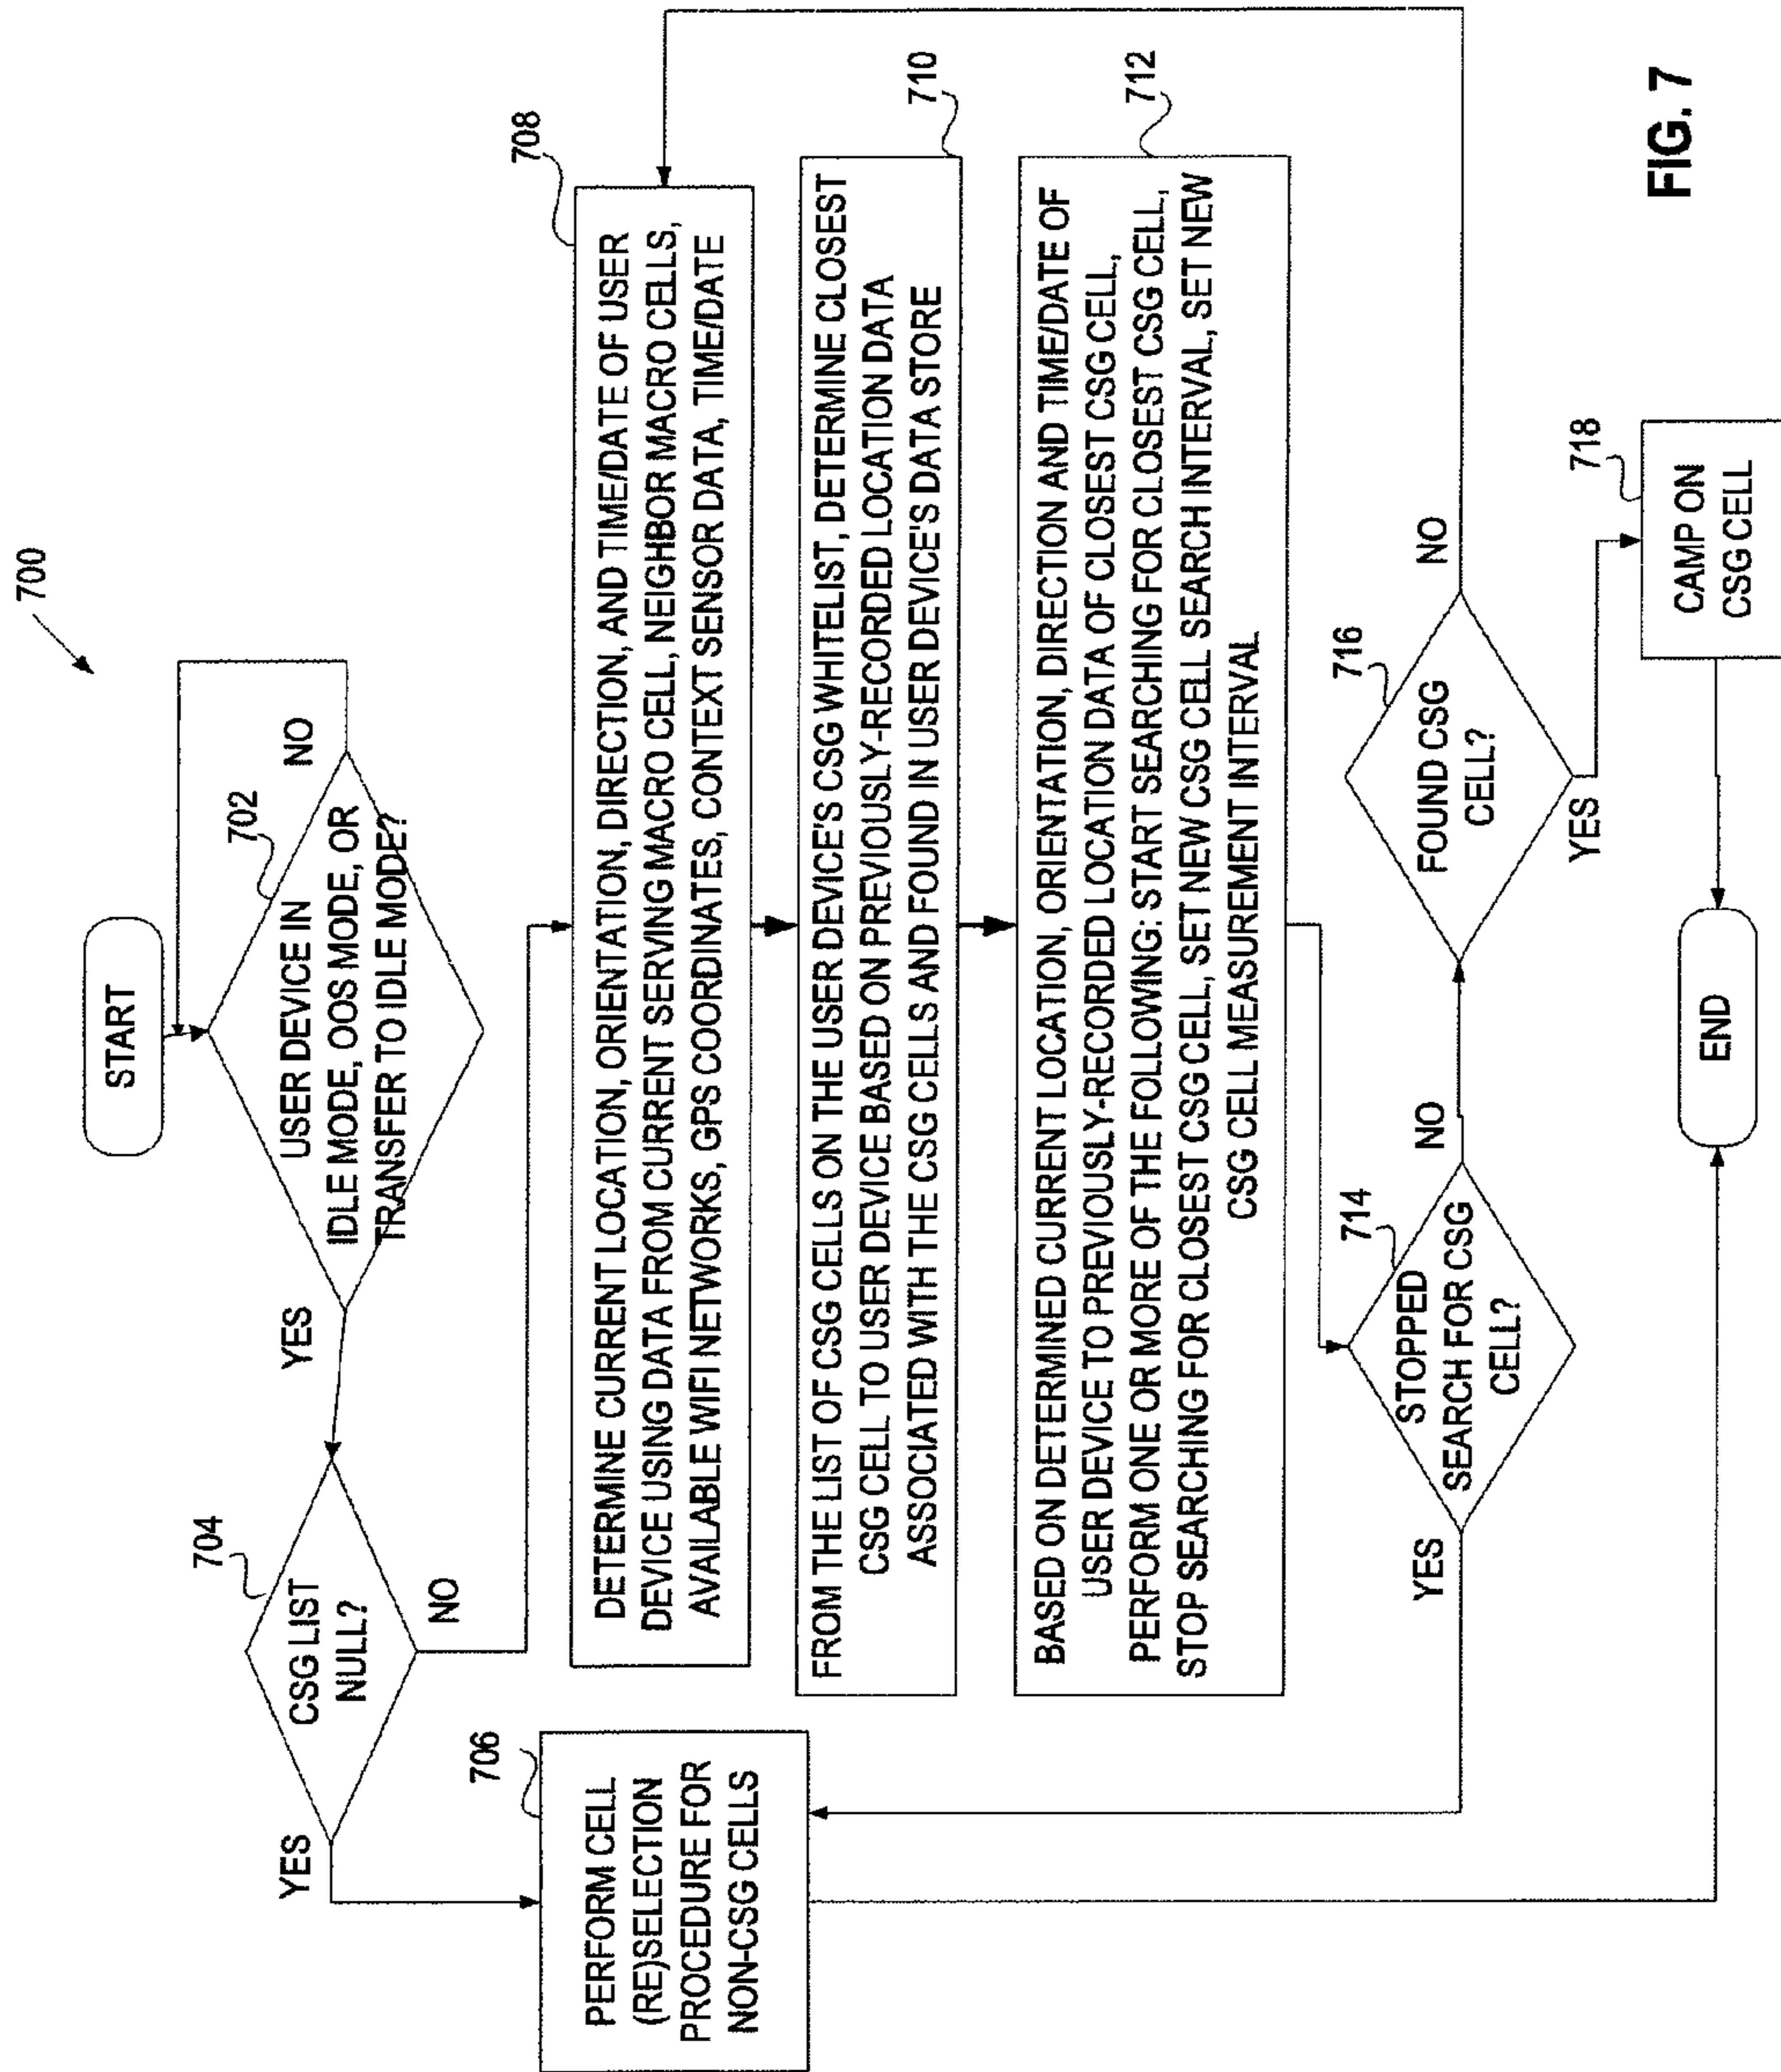 700
START
702
USER DEVICE IN
IDLE MODE, OOS MODE, OR
TRANSFER TO IDLE MODE?
NO
YES
704
CSG LIST
NULL?
YES
NO
706
PERFORM CELL
(RE)SELECTION
PROCEDURE FOR
NON-CSG CELLS
708
DETERMINE CURRENT LOCATION, ORIENTATION, DIRECTION, AND TIME/DATE OF USER
DEVICE USING DATA FROM CURRENT SERVING MACRO CELL, NEIGHBOR MACRO CELLS,
AVAILABLE WIFI NETWORKS, GPS COORDINATES, CONTEXT SENSOR DATA, TIME/DATE
710
FROM THE LIST OF CSG CELLS ON THE USER DEVICE'S CSG WHITELIST, DETERMINE CLOSEST
CSG CELL TO USER DEVICE BASED ON PREVIOUSLY-RECORDED LOCATION DATA
ASSOCIATED WITH THE CSG CELLS AND FOUND IN USER DEVICE'S DATA STORE
712
BASED ON DETERMINED CURRENT LOCATION, ORIENTATION, DIRECTION AND TIME/DATE OF
USER DEVICE TO PREVIOUSLY-RECORDED LOCATION DATA OF CLOSEST CSG CELL,
PERFORM ONE OR MORE OF THE FOLLOWING: START SEARCHING FOR CLOSEST CSG CELL,
STOP SEARCHING FOR CLOSEST CSG CELL, SET NEW CSG CELL SEARCH INTERVAL, SET NEW
CSG CELL MEASUREMENT INTERVAL
714
STOPPED
SEARCH FOR CSG
CELL?
YES
NO
716
FOUND CSG
CELL?
NO
YES
718
CAMP ON
CSG CELL
END
FIG. 7